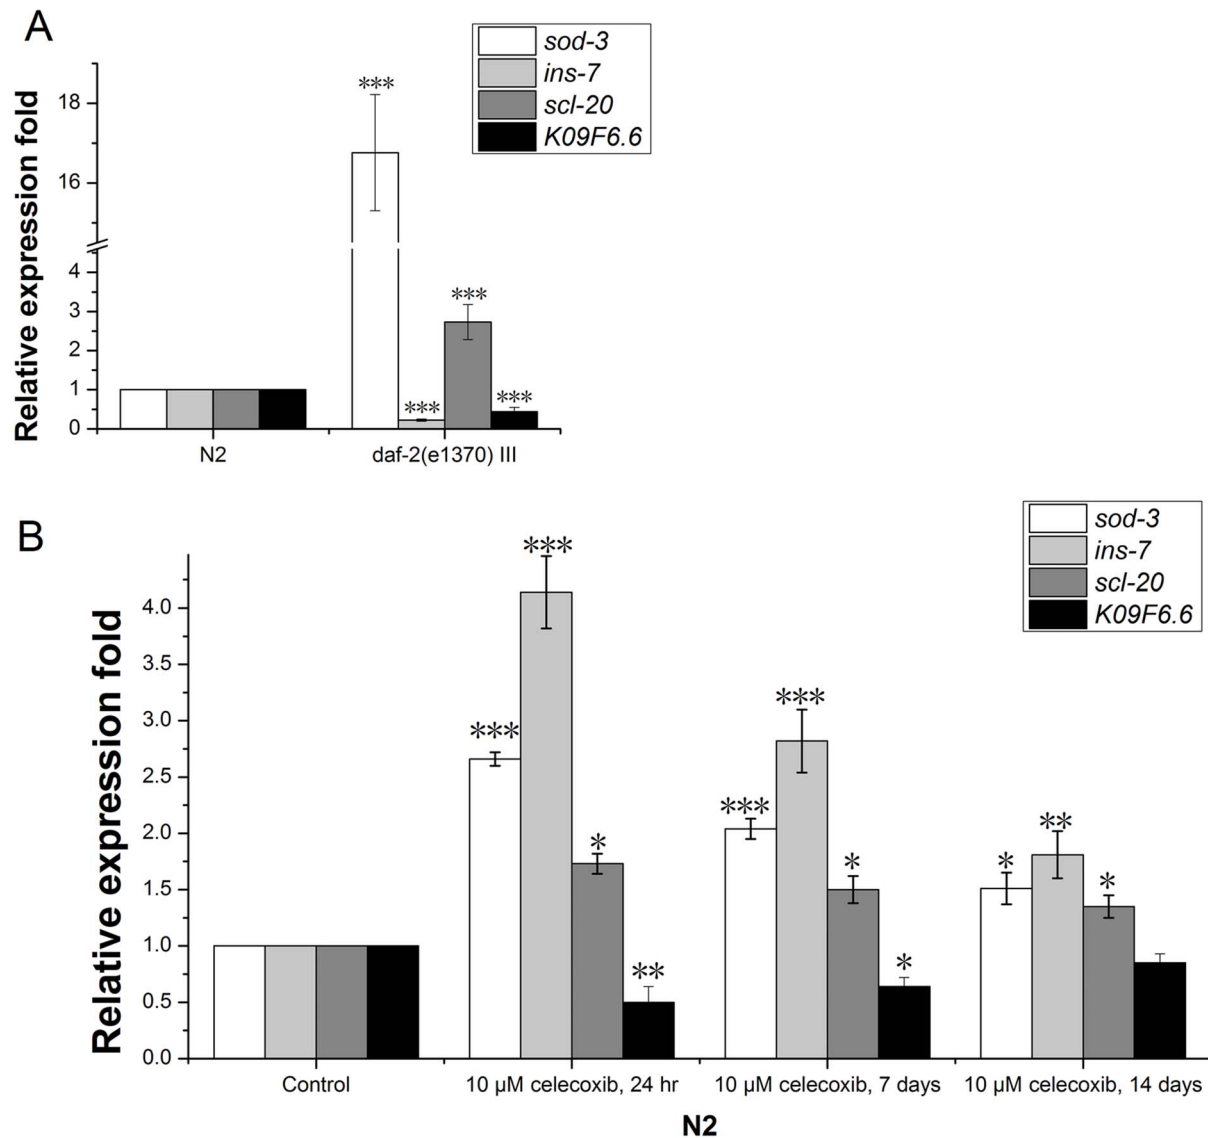 A
sod-3
ins-7
scl-20
K09F6.6
Relative expression fold
18
16
4
3
2
1
0
***
***
***
***
N2
daf-2(e1370) III
B
sod-3
ins-7
scl-20
K09F6.6
Relative expression fold
4.0
3.5
3.0
2.5
2.0
1.5
1.0
0.5
0.0
***
***
*
**
***
***
*
*
*
**
*
Control
10 µM celecoxib, 24 hr
10 µM celecoxib, 7 days
10 µM celecoxib, 14 days
N2